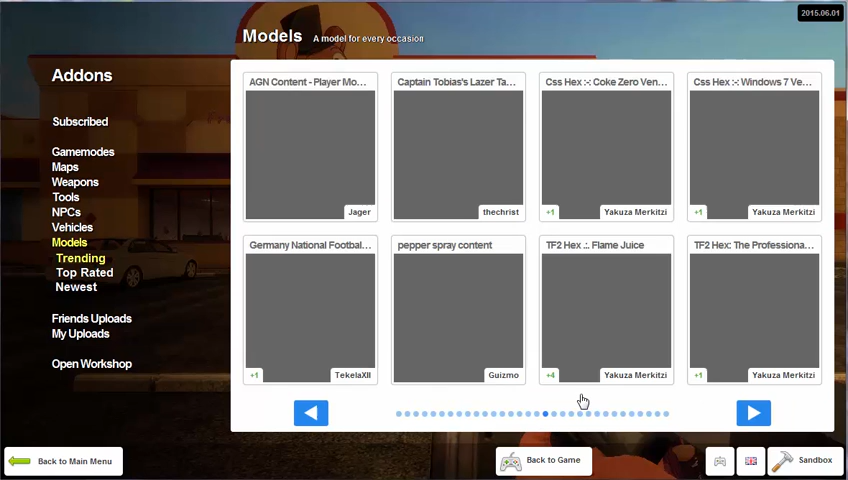 2015.06.01
Models A model for every occasion
Addons
Subscribed
Gamemodes
Maps
Weapons
Tools
NPCs
Vehicles
Models
Trending
Top Rated
Newest
Friends Uploads
My Uploads
Open Workshop
AGN Content - Player Mo...
Jager
Captain Tobias's Lazer Ta...
thechrist
Css Hex :-: Coke Zero Ven...
+1 Yakuza Merkitzi
Css Hex :-: Windows 7 Ve...
+1 Yakuza Merkitzi
Germany National Footbal...
+1 TekelaXII
pepper spray content
Guizmo
TF2 Hex .:. Flame Juice
+4 Yakuza Merkitzi
TF2 Hex: The Professiona...
+1 Yakuza Merkitzi
Back to Main Menu
Back to Game
Sandbox